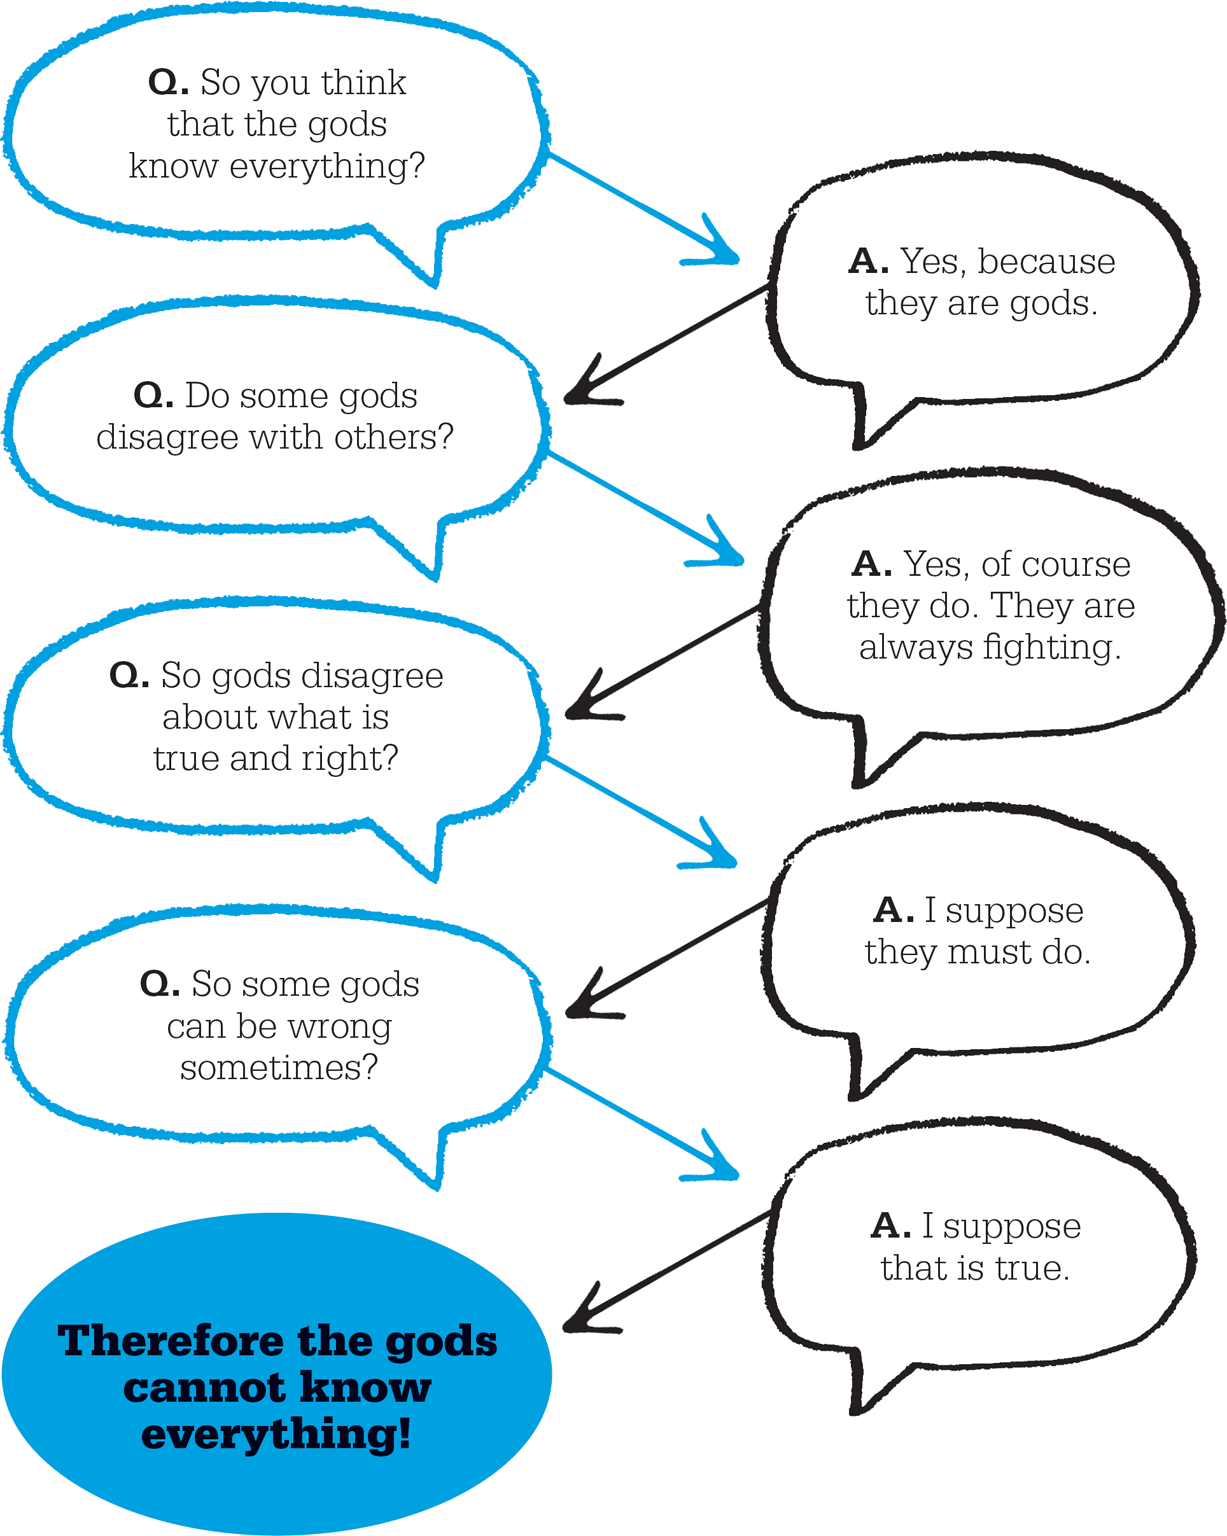 Q. So you think
that the gods
know everything?
A. Yes, because
they are gods.
Q. Do some gods
disagree with others?
A. Yes, of course
they do. They are
always fighting.
Q. So gods disagree
about what is
true and right?
A. I suppose
they must do.
Q. So some gods
can be wrong
sometimes?
A. I suppose
that is true.
Therefore the gods
cannot know
everything!